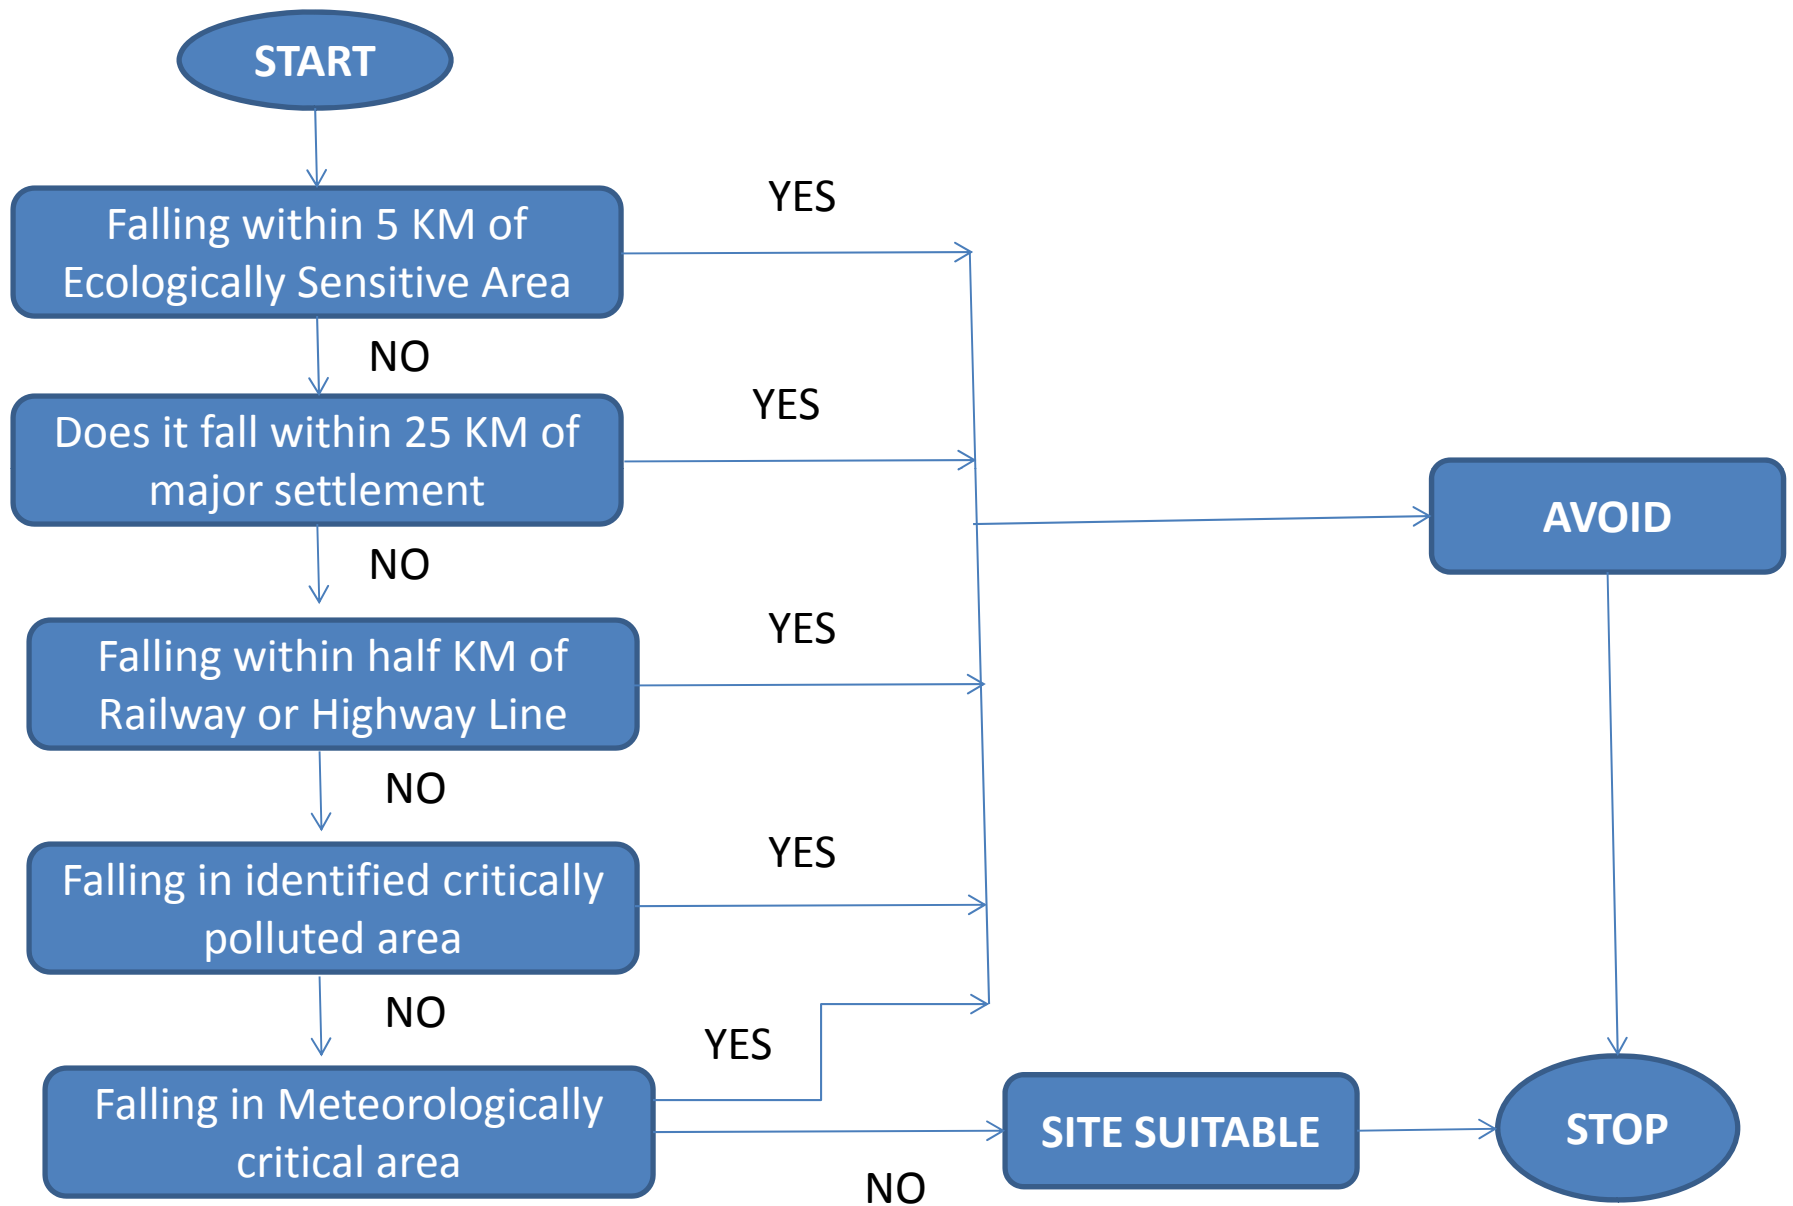 START
Falling within 5 KM of
Ecologically Sensitive Area
YES
NO
Does it fall within 25 KM of
major settlement
YES
NO
Falling within half KM of
Railway or Highway Line
YES
NO
Falling in identified critically
polluted area
YES
NO
Falling in Meteorologically
critical area
YES
NO
AVOID
SITE SUITABLE
STOP